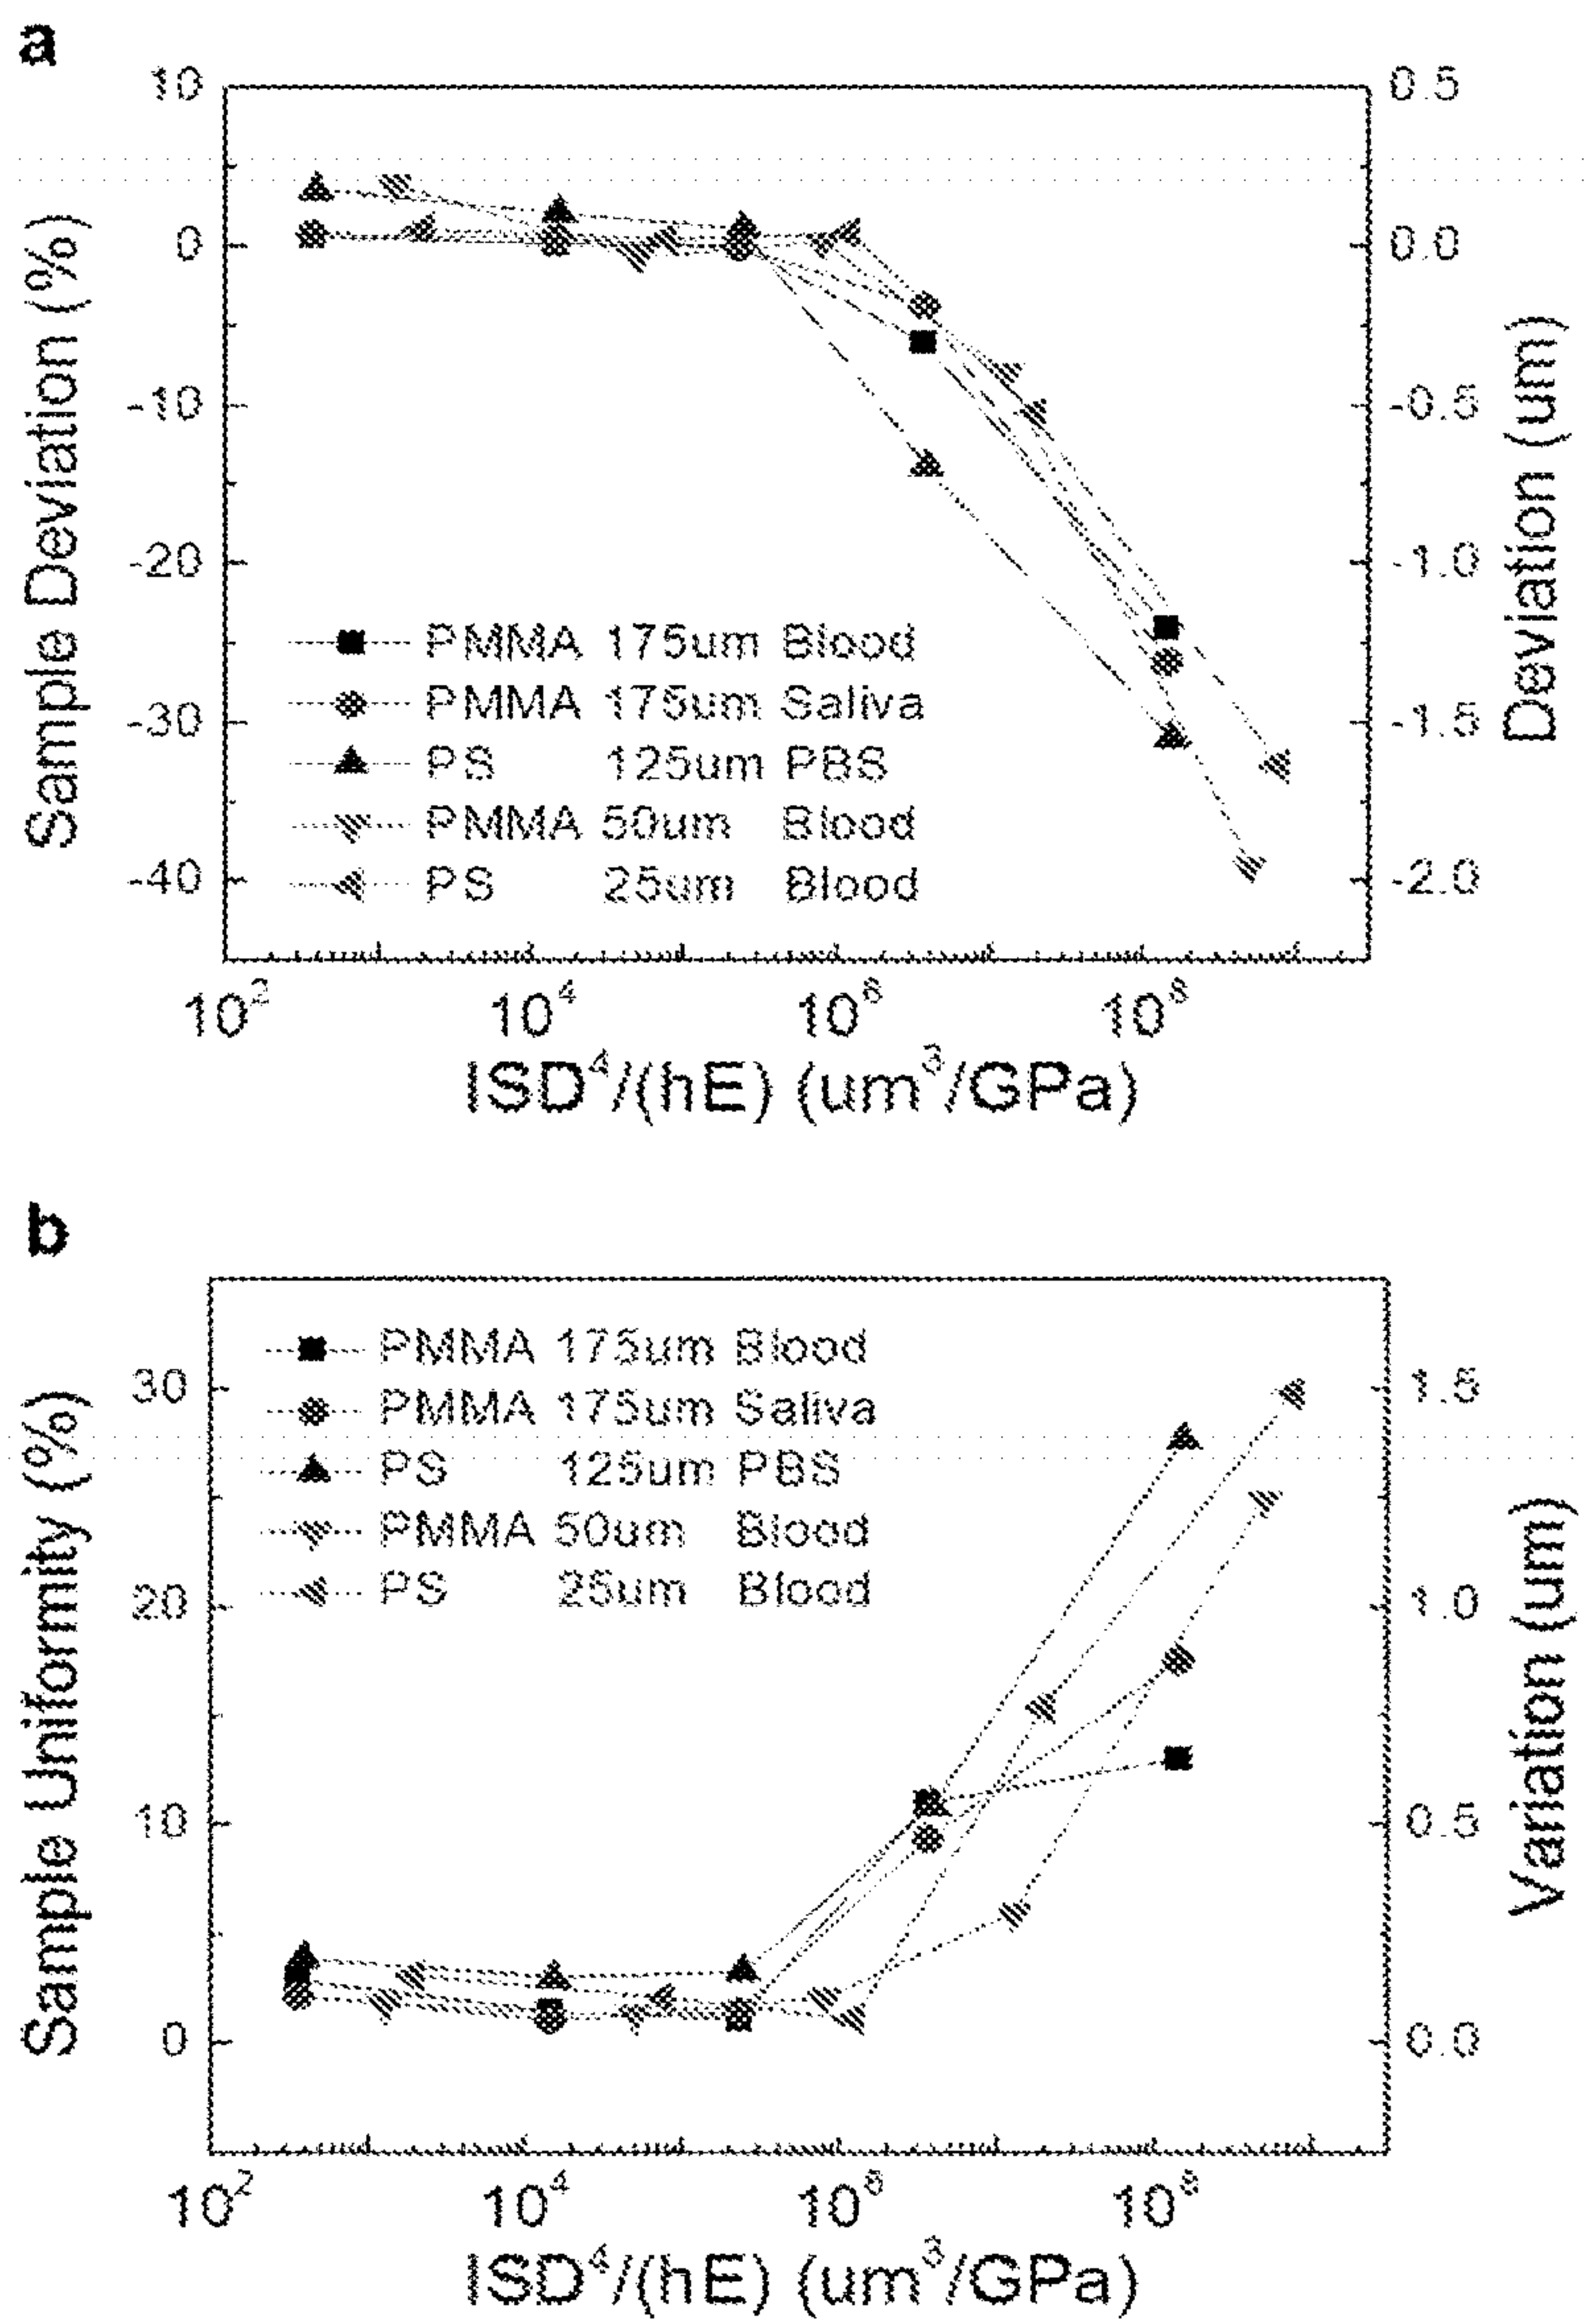 a
10
0
-10
-20
-30
-40
0.5
0.0
-0.5
-1.0
-1.5
-2.0
Sample Deviation (%)
Deviation (um)
PMMA 175um Blood
PMMA 175um Saliva
PS 125um PBS
PMMA 50um Blood
PS 25um Blood
10² 10⁴ 10⁶ 10⁸
ISD⁴/(hE) (um³/GPa)
b
30
20
10
0
1.5
1.0
0.5
0.0
Sample Uniformity (%)
Variation (um)
PMMA 175um Blood
PMMA 175um Saliva
PS 125um PBS
PMMA 50um Blood
PS 25um Blood
10² 10⁴ 10⁶ 10⁸
ISD⁴/(hE) (um³/GPa)